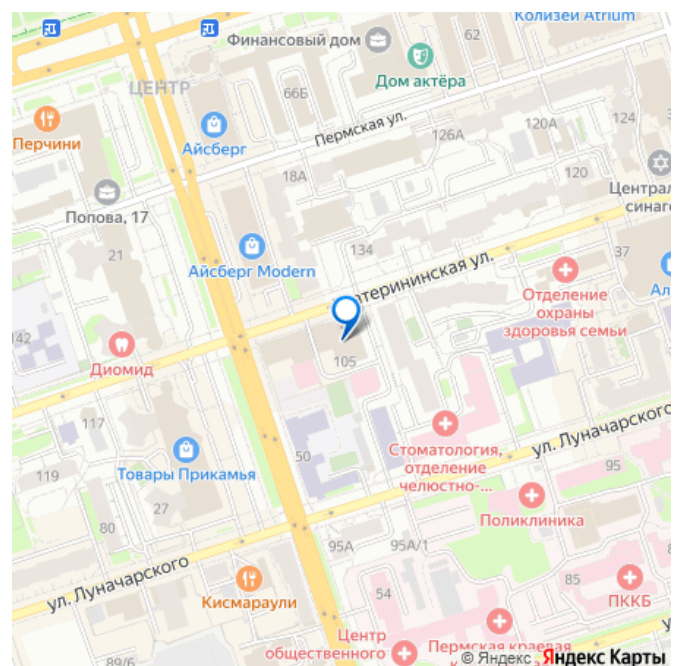 Колизей Atrium
Финансовый дом
62
Дом актёра
ЦЕНТР
66Б
Перчини
Айсберг
Пермская ул.
126А
120А
124
18А
120
Централ
синаго
Попова, 17
21
134
37
Айсберг Modern
катерининская ул.
Ал
Отделение
охраны
здоровья семьи
142
Диомид
105
117
ул. Луначарского
Стоматология,
отделение
челюстно-...
119
Товары Прикамья
50
95
27
Поликлиника
80
95А
95А/1
ул. Луначарского
85
Кисмараули
54
ПККБ
Центр
общественного
Пермская краевая
89/6
© Яндекс Яндекс Карты